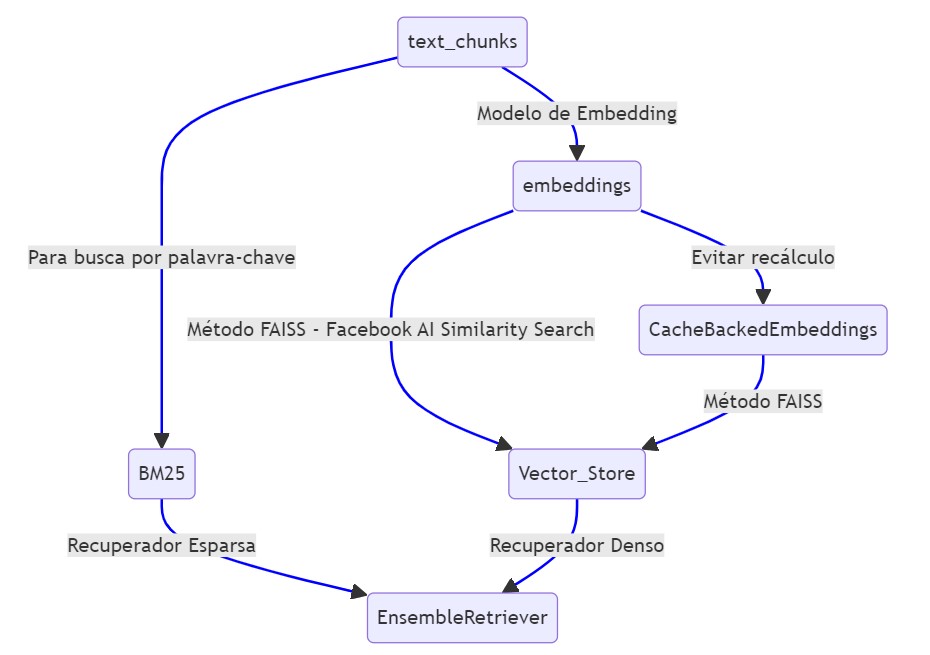 text_chunks
Modelo de Embedding
embeddings
Para busca por palavra-chave
Evitar recálculo
Método FAISS - Facebook AI Similarity Search
CacheBackedEmbeddings
Método FAISS
BM25
Vector_Store
Recuperador Esparsa
Recuperador Denso
EnsembleRetriever